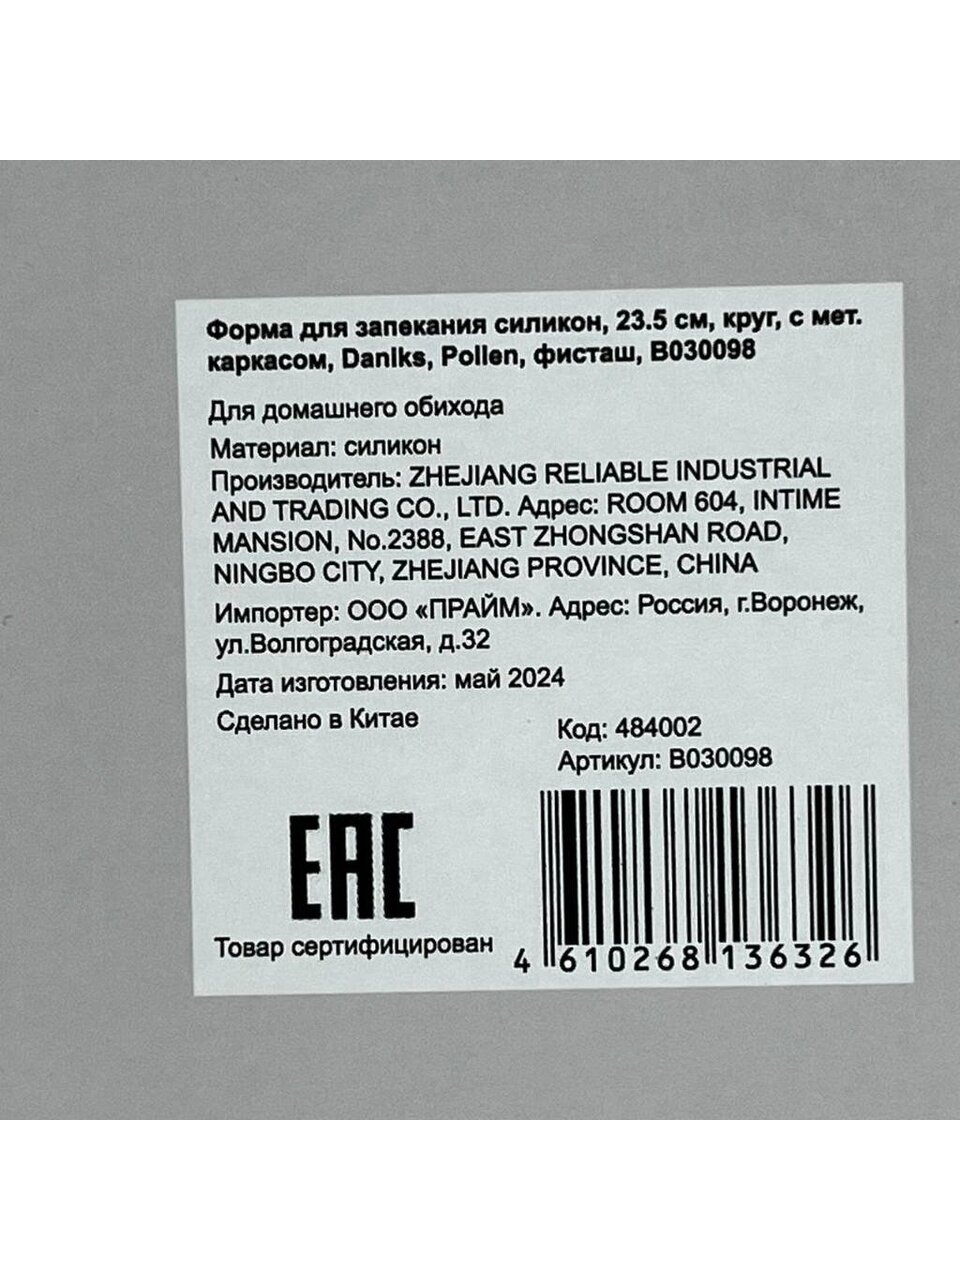 Форма для запекания силикон, 23.5 см, круг, с мет.
каркасом, Daniks, Pollen, фисташ, B030098
Для домашнего обихода
Материал: силикон
Производитель: ZHEJIANG RELIABLE INDUSTRIAL
AND TRADING CO., LTD. Адрес: ROOM 604, INTIME
MANSION, No.2388, EAST ZHONGSHAN ROAD,
NINGBO CITY, ZHEJIANG PROVINCE, CHINA
Импортер: ООО «ПРАЙМ». Адрес: Россия, г.Воронеж,
ул.Волгоградская, д.32
Дата изготовления: май 2024
Сделано в Китае
Код: 484002
Артикул: B030098
EAC
Товар сертифицирован
4 610268 136326